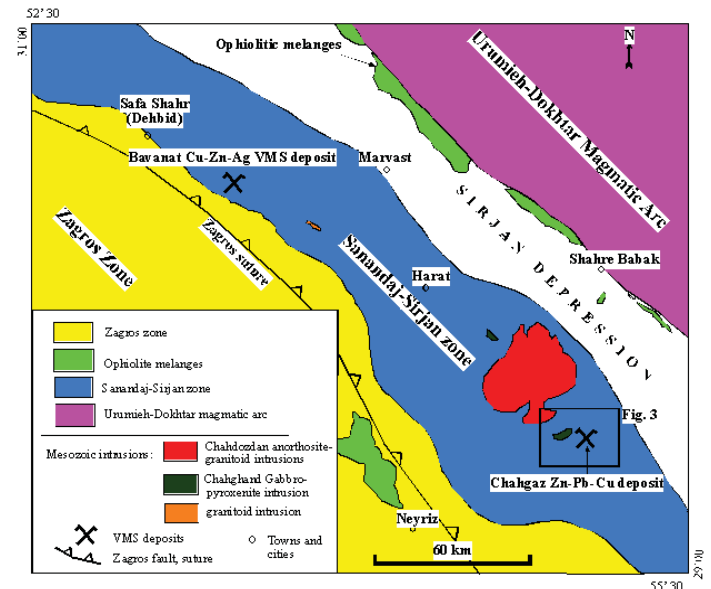 52'30
31'00
Ophiolitic melanges
N
Urumieh-Dokhtar Magmatic Arc
Safa Shahr
(Dehbid)
Bavanat Cu-Zn-Ag VMS deposit
Marvast
SIRJAN DEPRESSION
Zagros Zone
Zagros suture
Sanandaj-Sirjan zone
Shahre Babak
Harat
Zagros zone
Ophiolite melanges
Sanandaj-Sirjan zone
Urumieh-Dokhtar magmatic arc
Fig. 3
Mesozoic intrusions:
Chahdozdan anorthosite-
granitoid intrusions
Chahghand Gabbro-
pyroxenite intrusion
granitoid intrusion
Chahgaz Zn-Pb-Cu deposit
VMS deposits
Towns and
cities
Zagros fault, suture
Neyriz
60 km
29'00
55'30